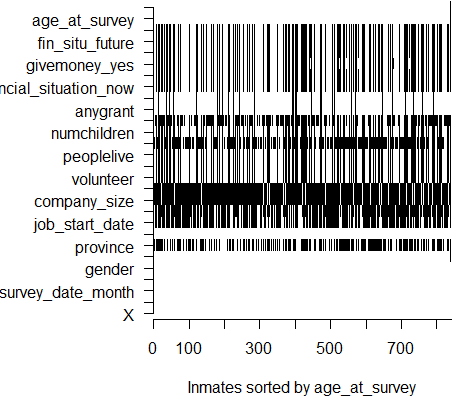 age_at_survey
fin_situ_future
givemoney_yes
ncial_situation_now
anygrant
numchildren
peoplelive
volunteer
company_size
job_start_date
province
gender
survey_date_month
X
0 100 300 500 700
Inmates sorted by age_at_survey